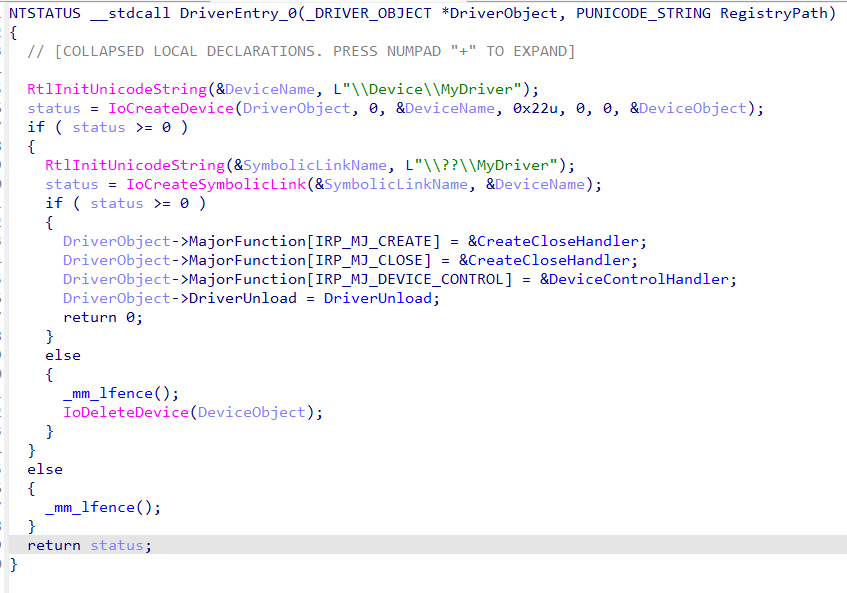 NTSTATUS __stdcall DriverEntry_0(_DRIVER_OBJECT *DriverObject, PUNICODE_STRING RegistryPath)
{
  // [COLLAPSED LOCAL DECLARATIONS. PRESS NUMPAD "+" TO EXPAND]

  RtlInitUnicodeString(&DeviceName, L"\\Device\\MyDriver");
  status = IoCreateDevice(DriverObject, 0, &DeviceName, 0x22u, 0, 0, &DeviceObject);
  if ( status >= 0 )
  {
    RtlInitUnicodeString(&SymbolicLinkName, L"\\??\\MyDriver");
    status = IoCreateSymbolicLink(&SymbolicLinkName, &DeviceName);
    if ( status >= 0 )
    {
      DriverObject->MajorFunction[IRP_MJ_CREATE] = &CreateCloseHandler;
      DriverObject->MajorFunction[IRP_MJ_CLOSE] = &CreateCloseHandler;
      DriverObject->MajorFunction[IRP_MJ_DEVICE_CONTROL] = &DeviceControlHandler;
      DriverObject->DriverUnload = DriverUnload;
      return 0;
    }
    else
    {
      _mm_lfence();
      IoDeleteDevice(DeviceObject);
    }
  }
  else
  {
    _mm_lfence();
  }
  return status;
}